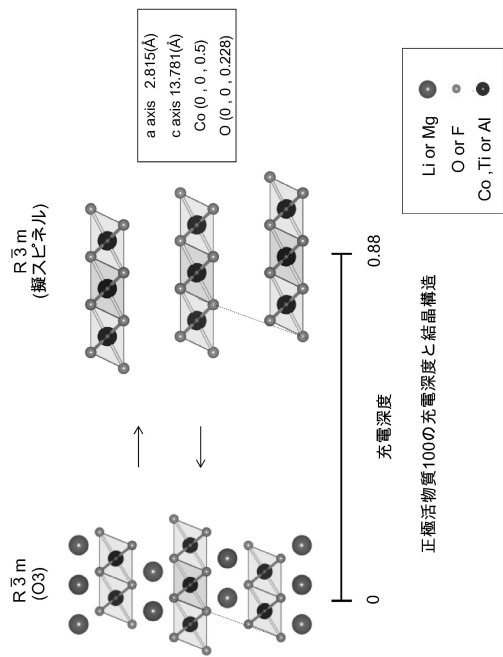 R 3̄ m
(O3)
R 3̄ m
(擬スピネル)
a axis 2.815(Å)
c axis 13.781(Å)
Co (0 , 0 , 0.5)
O (0 , 0 , 0.228)
0
0.88
充電深度
Li or Mg
O or F
Co ,Ti or Al
正極活物質100の充電深度と結晶構造